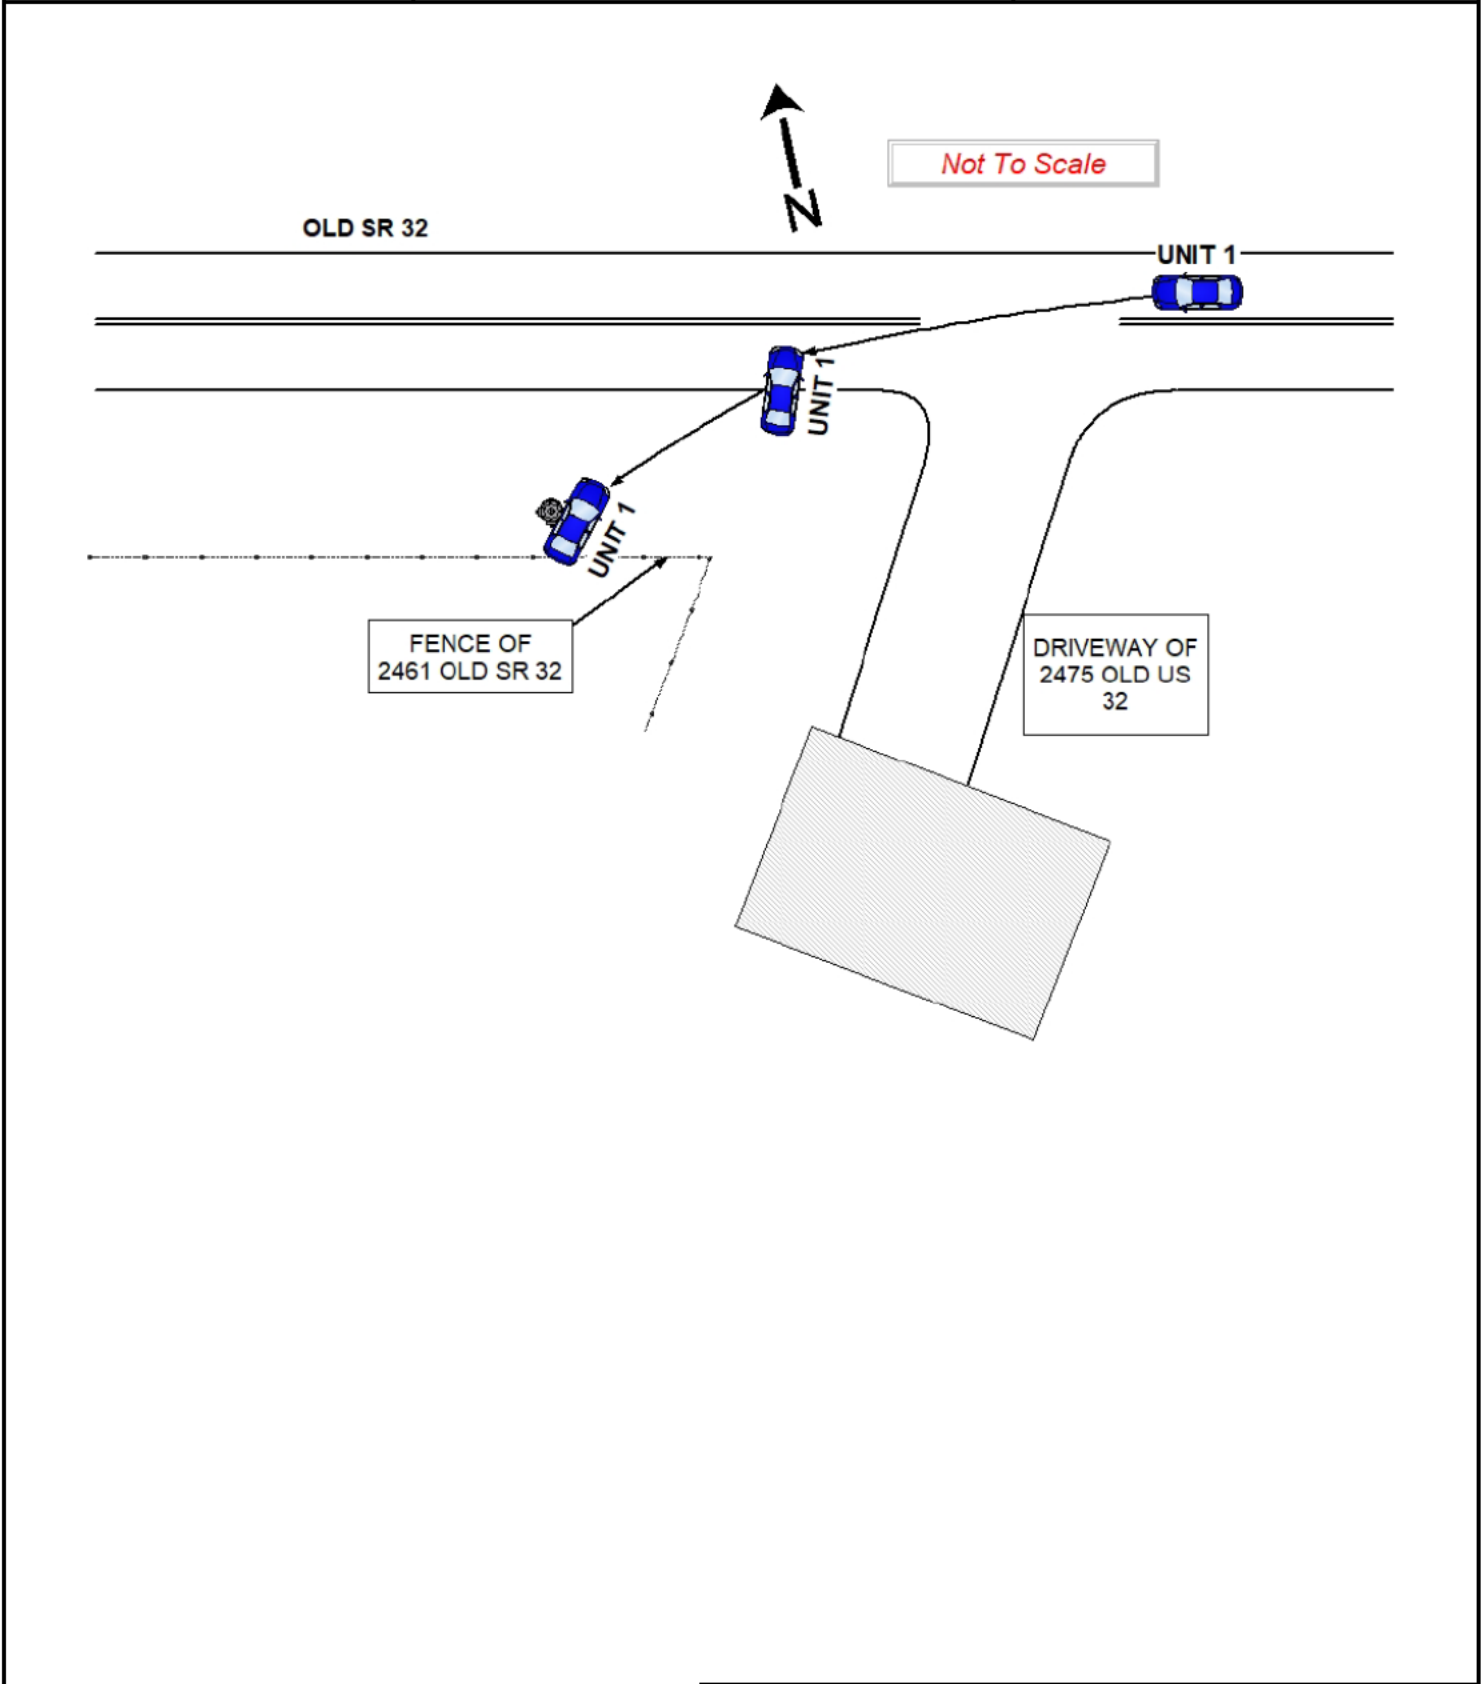 N
Not To Scale
OLD SR 32
UNIT 1
UNIT 1
UNIT 1
FENCE OF
2461 OLD SR 32
DRIVEWAY OF
2475 OLD US
32